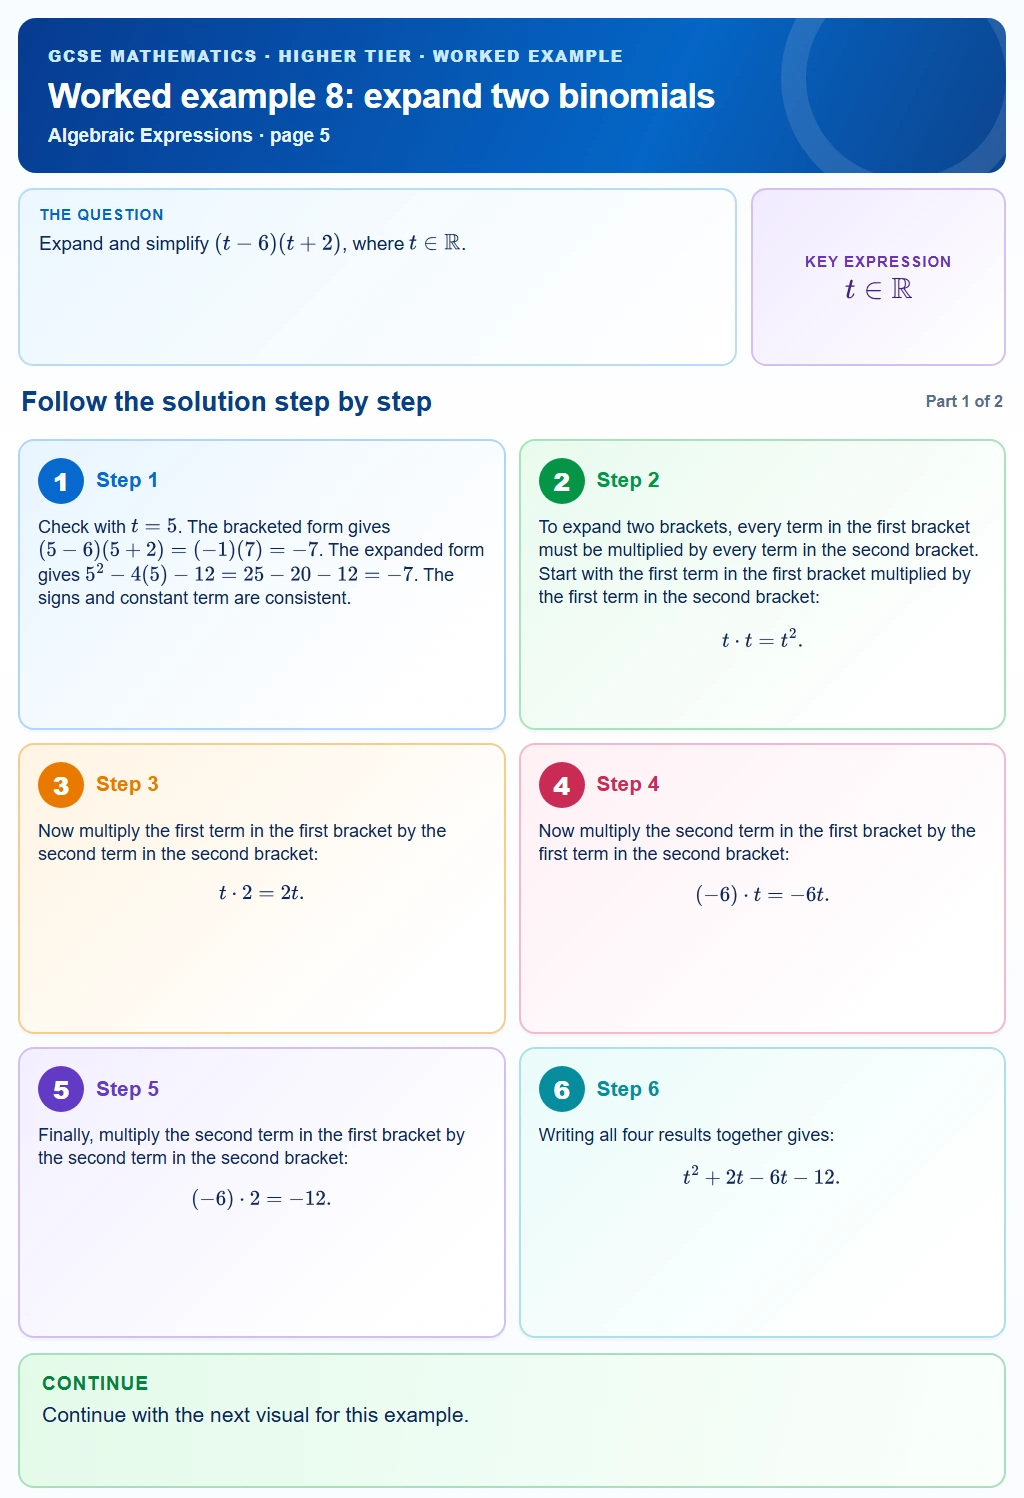 GCSE MATHEMATICS · HIGHER TIER · WORKED EXAMPLE
Worked example 8: expand two binomials
Algebraic Expressions · page 5
THE QUESTION
Expand and simplify (t − 6)(t + 2), where t ∈ ℝ.
KEY EXPRESSION
t ∈ ℝ
Follow the solution step by step
Part 1 of 2
1 Step 1
Check with t = 5. The bracketed form gives
(5 − 6)(5 + 2) = (−1)(7) = −7. The expanded form
gives 5² − 4(5) − 12 = 25 − 20 − 12 = −7. The
signs and constant term are consistent.
2 Step 2
To expand two brackets, every term in the first bracket
must be multiplied by every term in the second bracket.
Start with the first term in the first bracket multiplied by
the first term in the second bracket:
t · t = t².
3 Step 3
Now multiply the first term in the first bracket by the
second term in the second bracket:
t · 2 = 2t.
4 Step 4
Now multiply the second term in the first bracket by the
first term in the second bracket:
(−6) · t = −6t.
5 Step 5
Finally, multiply the second term in the first bracket by
the second term in the second bracket:
(−6) · 2 = −12.
6 Step 6
Writing all four results together gives:
t² + 2t − 6t − 12.
CONTINUE
Continue with the next visual for this example.